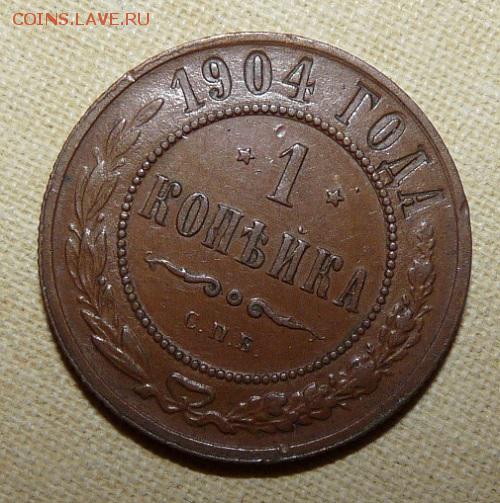 COINS.LAVE.RU
1904 ГОДА
1
КОПѢЙКА
С.П.Б.